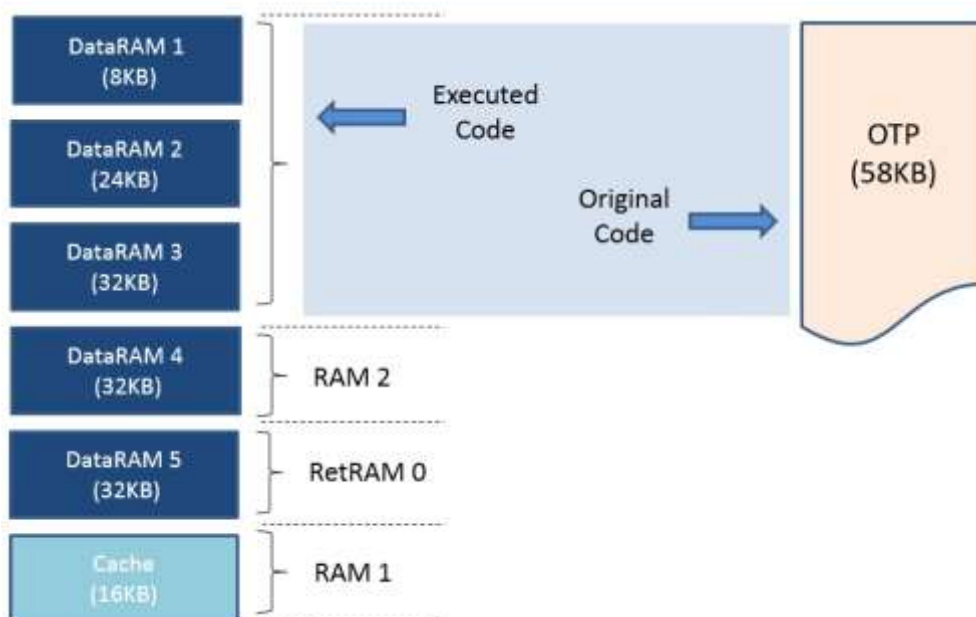 DataRAM 1
(8KB)
DataRAM 2
(24KB)
DataRAM 3
(32KB)
DataRAM 4
(32KB)
DataRAM 5
(32KB)
Cache
(16KB)
Executed
Code
Original
Code
OTP
(58KB)
RAM 2
RetRAM 0
RAM 1